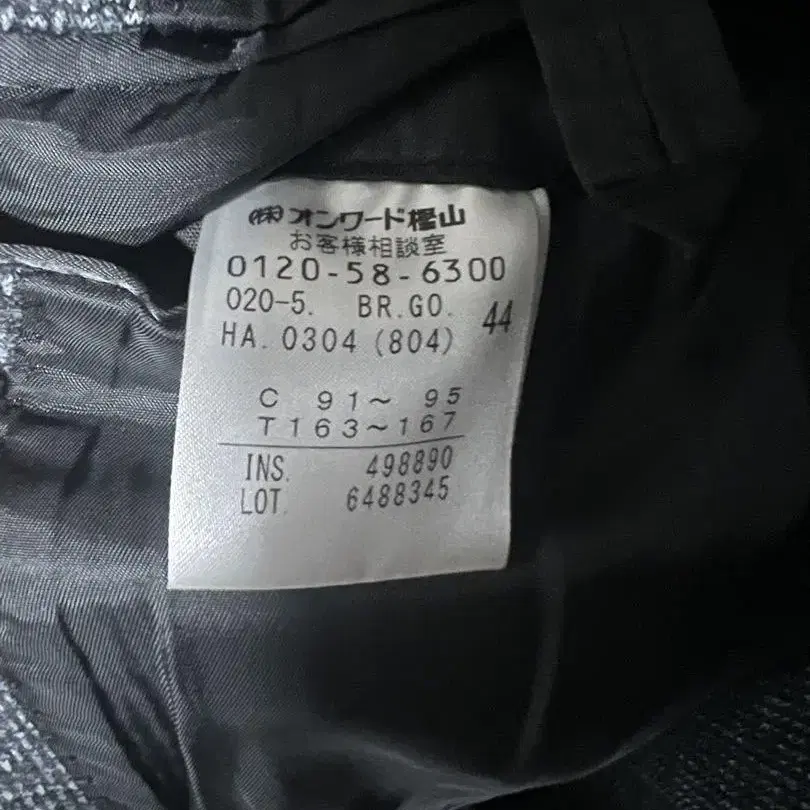 ㈱オンワード樫山
お客様相談室
0120-58-6300
020-5. BR.GO. 44
HA. 0304 (804)
C 91～ 95
T 163～167
INS. 498890
LOT. 6488345